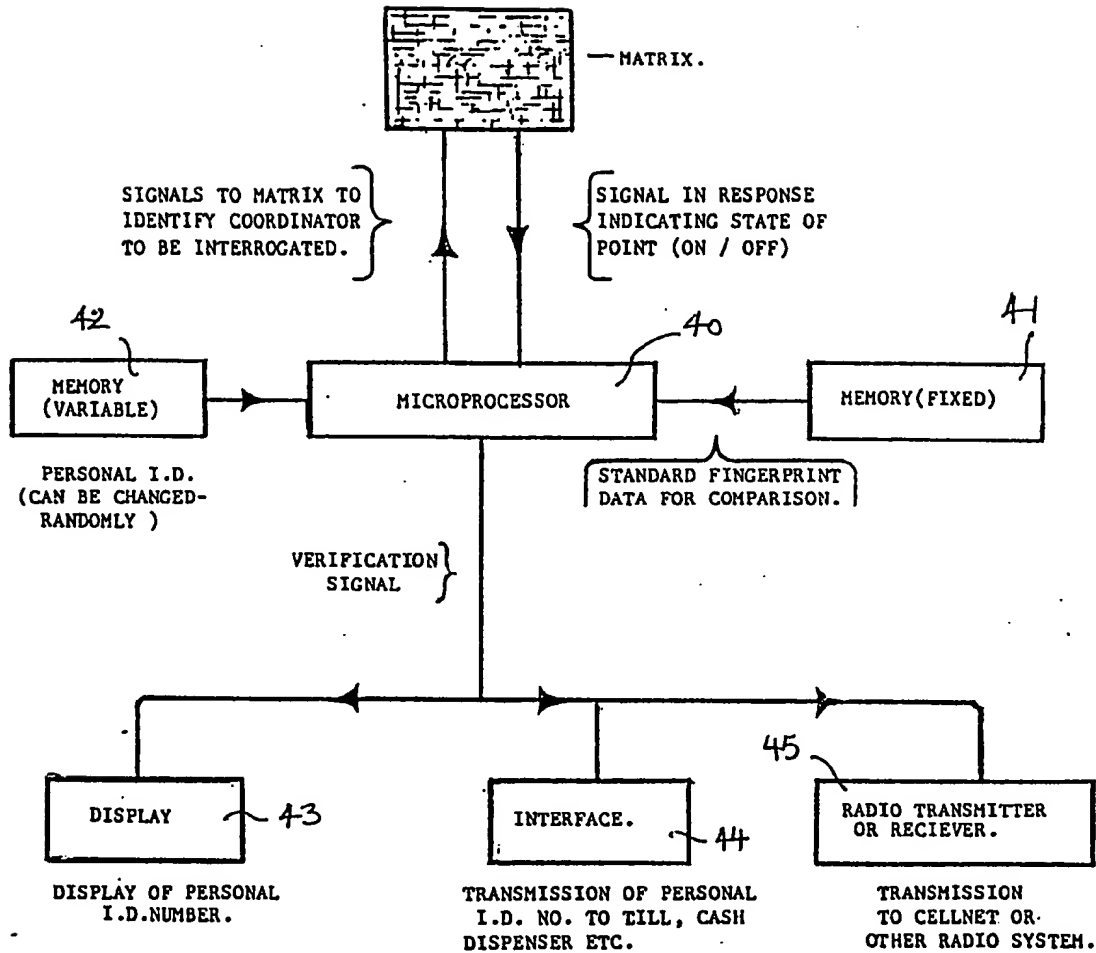 MATRIX.
SIGNALS TO MATRIX TO
IDENTIFY COORDINATOR
TO BE INTERROGATED.
SIGNAL IN RESPONSE
INDICATING STATE OF
POINT (ON / OFF)
42
40
41
MEMORY
(VARIABLE)
MICROPROCESSOR
MEMORY(FIXED)
PERSONAL I.D.
(CAN BE CHANGED-
RANDOMLY )
STANDARD FINGERPRINT
DATA FOR COMPARISON.
VERIFICATION
SIGNAL
DISPLAY
43
INTERFACE.
44
45
RADIO TRANSMITTER
OR RECIEVER.
DISPLAY OF PERSONAL
I.D.NUMBER.
TRANSMISSION OF PERSONAL
I.D. NO. TO TILL, CASH
DISPENSER ETC.
TRANSMISSION
TO CELLNET OR
OTHER RADIO SYSTEM.